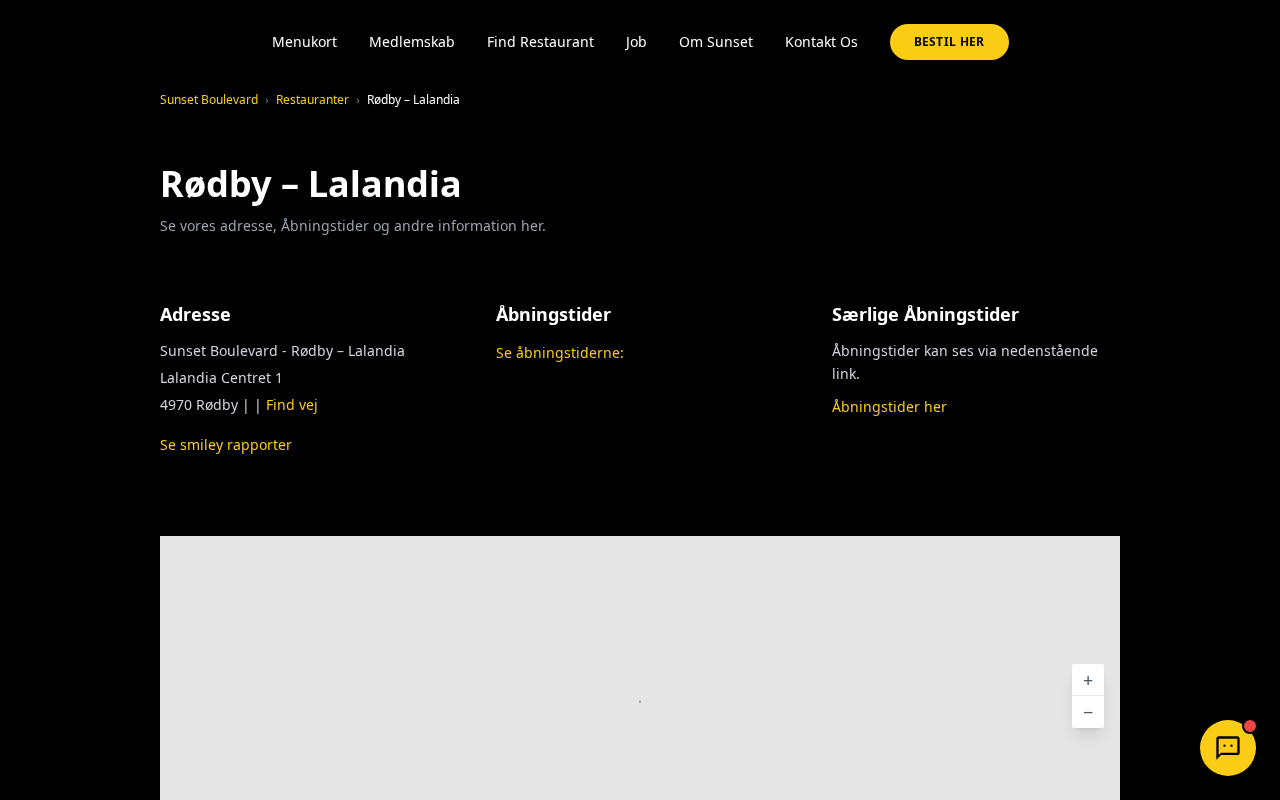 Menukort Medlemskab Find Restaurant Job Om Sunset Kontakt Os BESTIL HER
Sunset Boulevard › Restauranter › Rødby – Lalandia
Rødby – Lalandia
Se vores adresse, Åbningstider og andre information her.
Adresse
Sunset Boulevard - Rødby – Lalandia
Lalandia Centret 1
4970 Rødby | | Find vej
Se smiley rapporter
Åbningstider
Se åbningstiderne:
Særlige Åbningstider
Åbningstider kan ses via nedenstående
link.
Åbningstider her
+
−